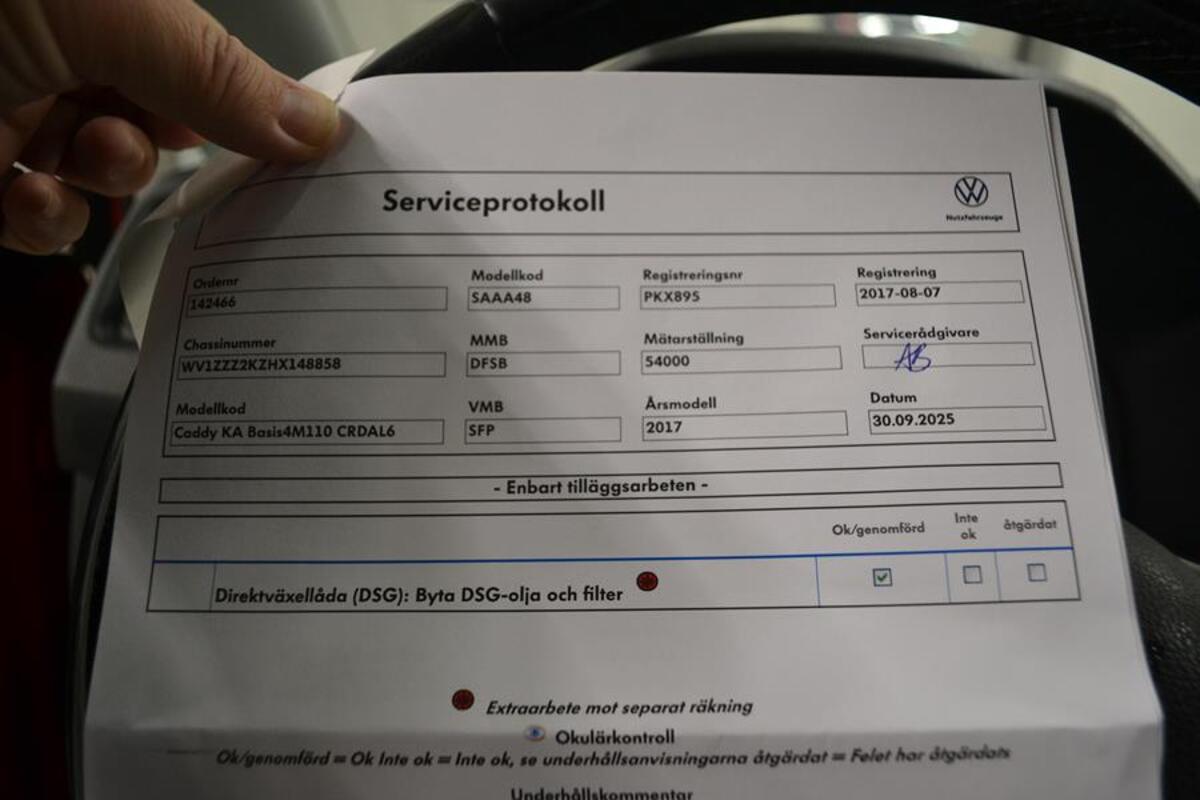 Serviceprotokoll
Nutzfahrzeuge
Ordernr Modellkod Registreringsnr Registrering
142466 SAAA48 PKX895 2017-08-07
Chassinummer MMB Mätarställning Servicerådgivare
WV1ZZZ2KZHX148858 DFSB 54000 AB
Modellkod VMB Årsmodell Datum
Caddy KA Basis4M110 CRDAL6 SFP 2017 30.09.2025
- Enbart tilläggsarbeten -
Ok/genomförd Inte ok åtgärdat
Direktväxellåda (DSG): Byta DSG-olja och filter
Extraarbete mot separat räkning
Okulärkontroll
Ok/genomförd = Ok Inte ok = Inte ok, se underhållsanvisningarna åtgärdat = Felet har åtgärdats
Underhållskommentar